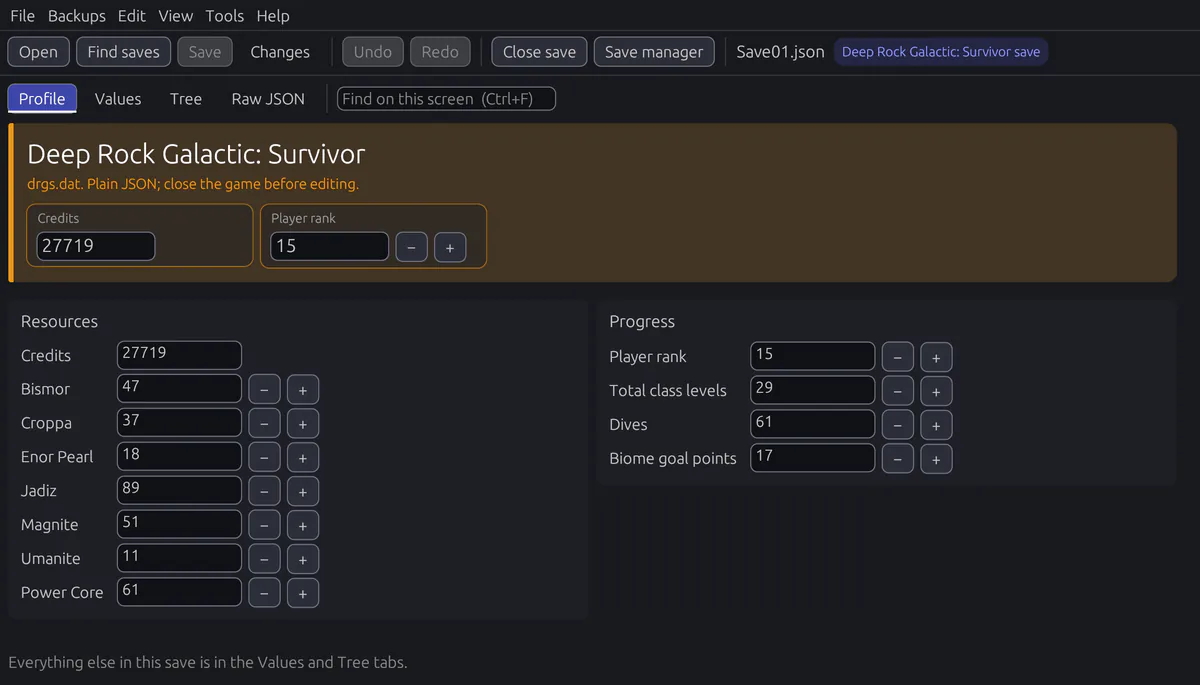 File Backups Edit View Tools Help
Open Find saves Save Changes Undo Redo Close save Save manager Save01.json Deep Rock Galactic: Survivor save
Profile Values Tree Raw JSON Find on this screen (Ctrl+F)
Deep Rock Galactic: Survivor
drgs.dat. Plain JSON; close the game before editing.
Credits
27719
Player rank
15 − +
Resources
Credits 27719
Bismor 47 − +
Croppa 37 − +
Enor Pearl 18 − +
Jadiz 89 − +
Magnite 51 − +
Umanite 11 − +
Power Core 61 − +
Progress
Player rank 15 − +
Total class levels 29 − +
Dives 61 − +
Biome goal points 17 − +
Everything else in this save is in the Values and Tree tabs.